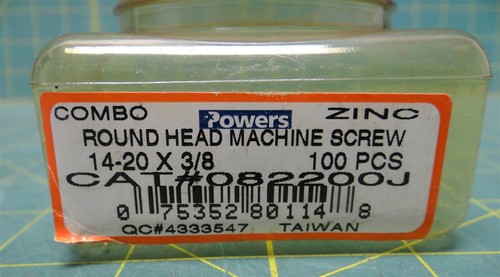 COMBO Powers ZINC
ROUND HEAD MACHINE SCREW
14-20 X 3/8 100 PCS
CAT#082200J
0 75352 80114 8
QC#4333547 TAIWAN